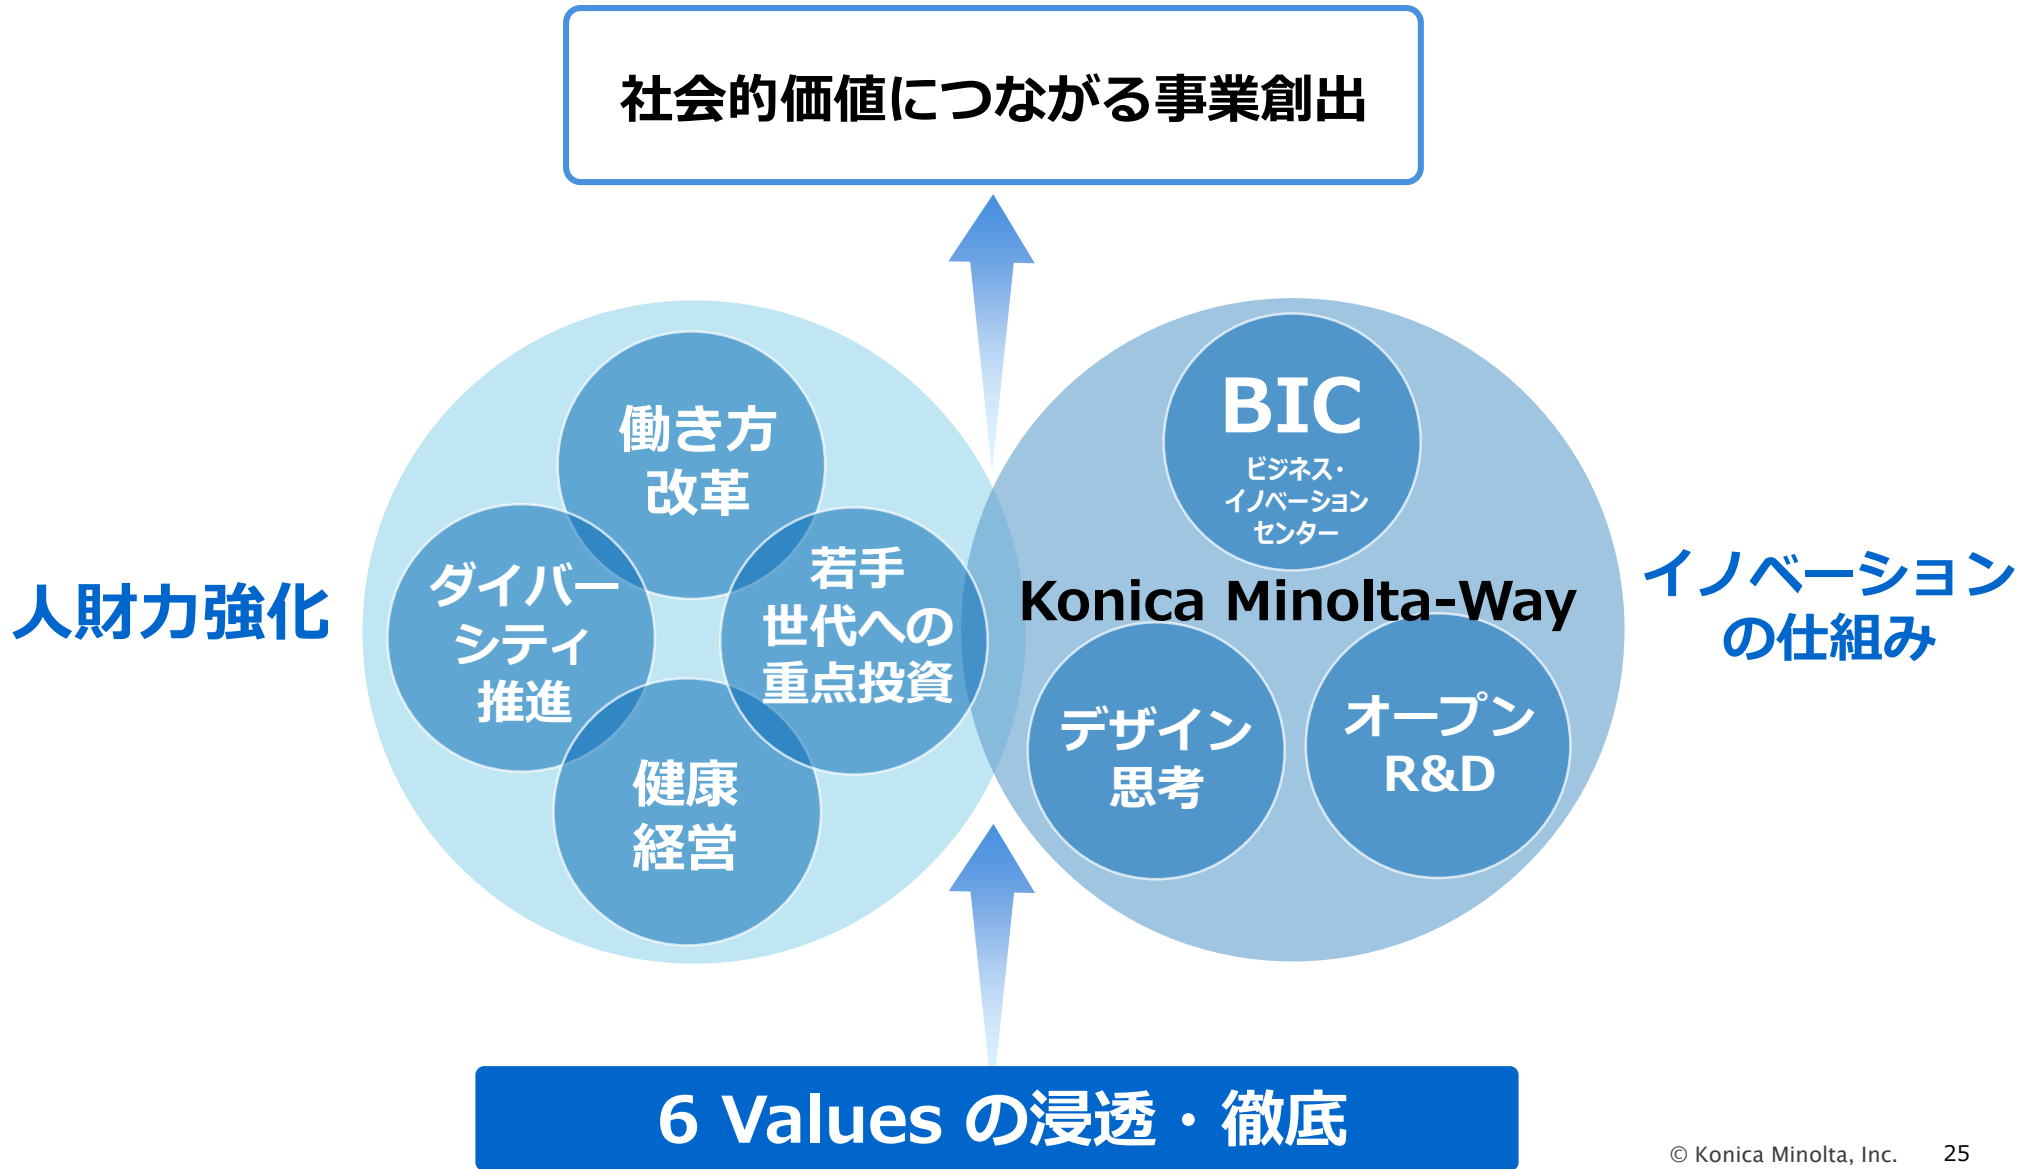 社会的価値につながる事業創出
人財力強化
働き方
改革
ダイバー
シティ
推進
若手
世代への
重点投資
健康
経営
BIC
ビジネス・
イノベーション
センター
Konica Minolta-Way
デザイン
思考
オープン
R&D
イノベーション
の仕組み
6 Values の浸透・徹底
© Konica Minolta, Inc. 25